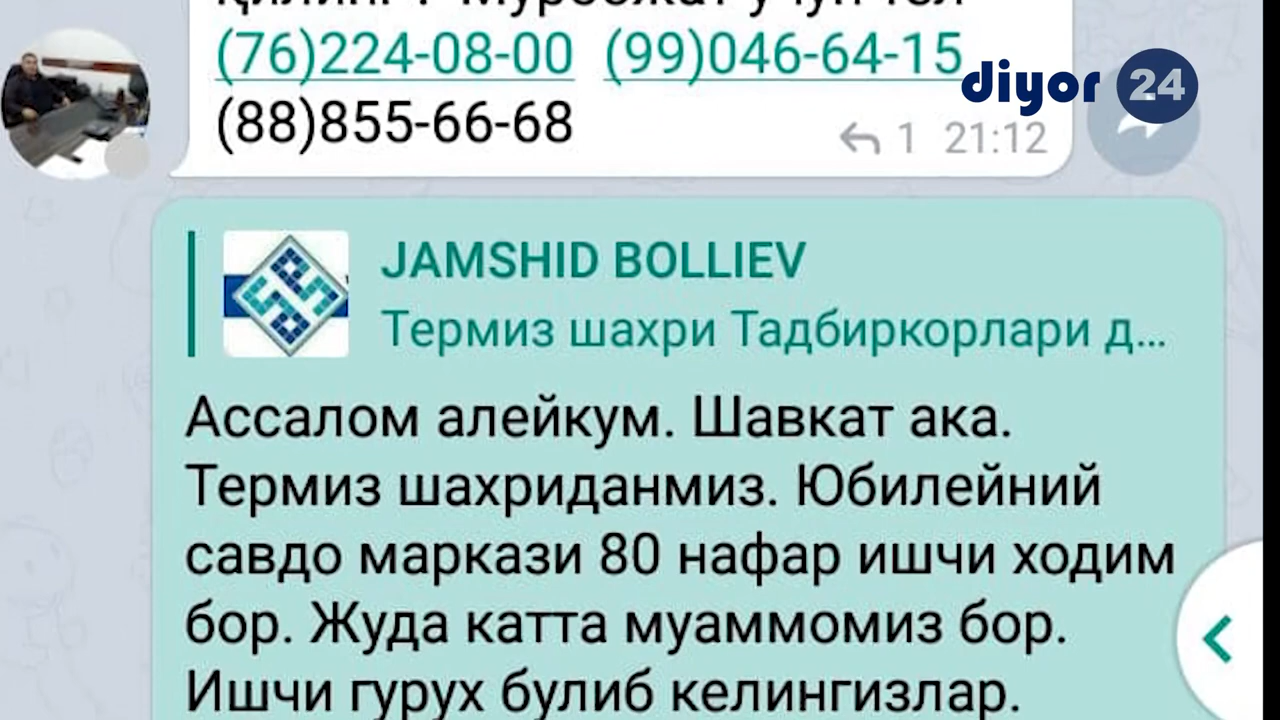 (76)224-08-00 (99)046-64-15
(88)855-66-68
1 21:12
diyor 24
JAMSHID BOLLIEV
Термиз шахри Тадбиркорлари д...
Ассалом алейкум. Шавкат ака.
Термиз шахриданмиз. Юбилейний
савдо маркази 80 нафар ишчи ходим
бор. Жуда катта муаммомиз бор.
Ишчи гурух булиб келингизлар.